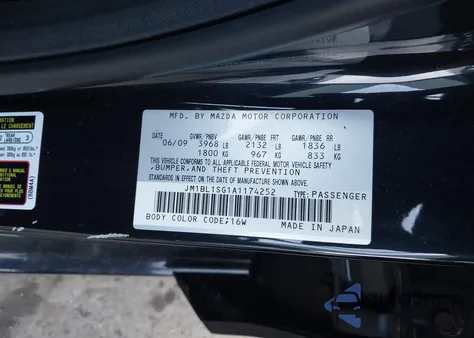 MFD. BY MAZDA MOTOR CORPORATION
DATE GVWR/PNBV GAWR/PNBE FRT GAWR/PNBE RR
06/09 3968 LB 2132 LB 1836 LB
1800 KG 967 KG 833 KG
THIS VEHICLE CONFORMS TO ALL APPLICABLE FEDERAL MOTOR VEHICLE SAFETY
,BUMPER,AND THEFT PREVENTION
STANDARDS IN EFFECT ON THE DATE OF MANUFACTURE SHOWN ABOVE.
JM1BL1SG1A1174252 TYPE:PASSENGER
BODY COLOR CODE;16W
MADE IN JAPAN
REAR
5
(BBM4A)